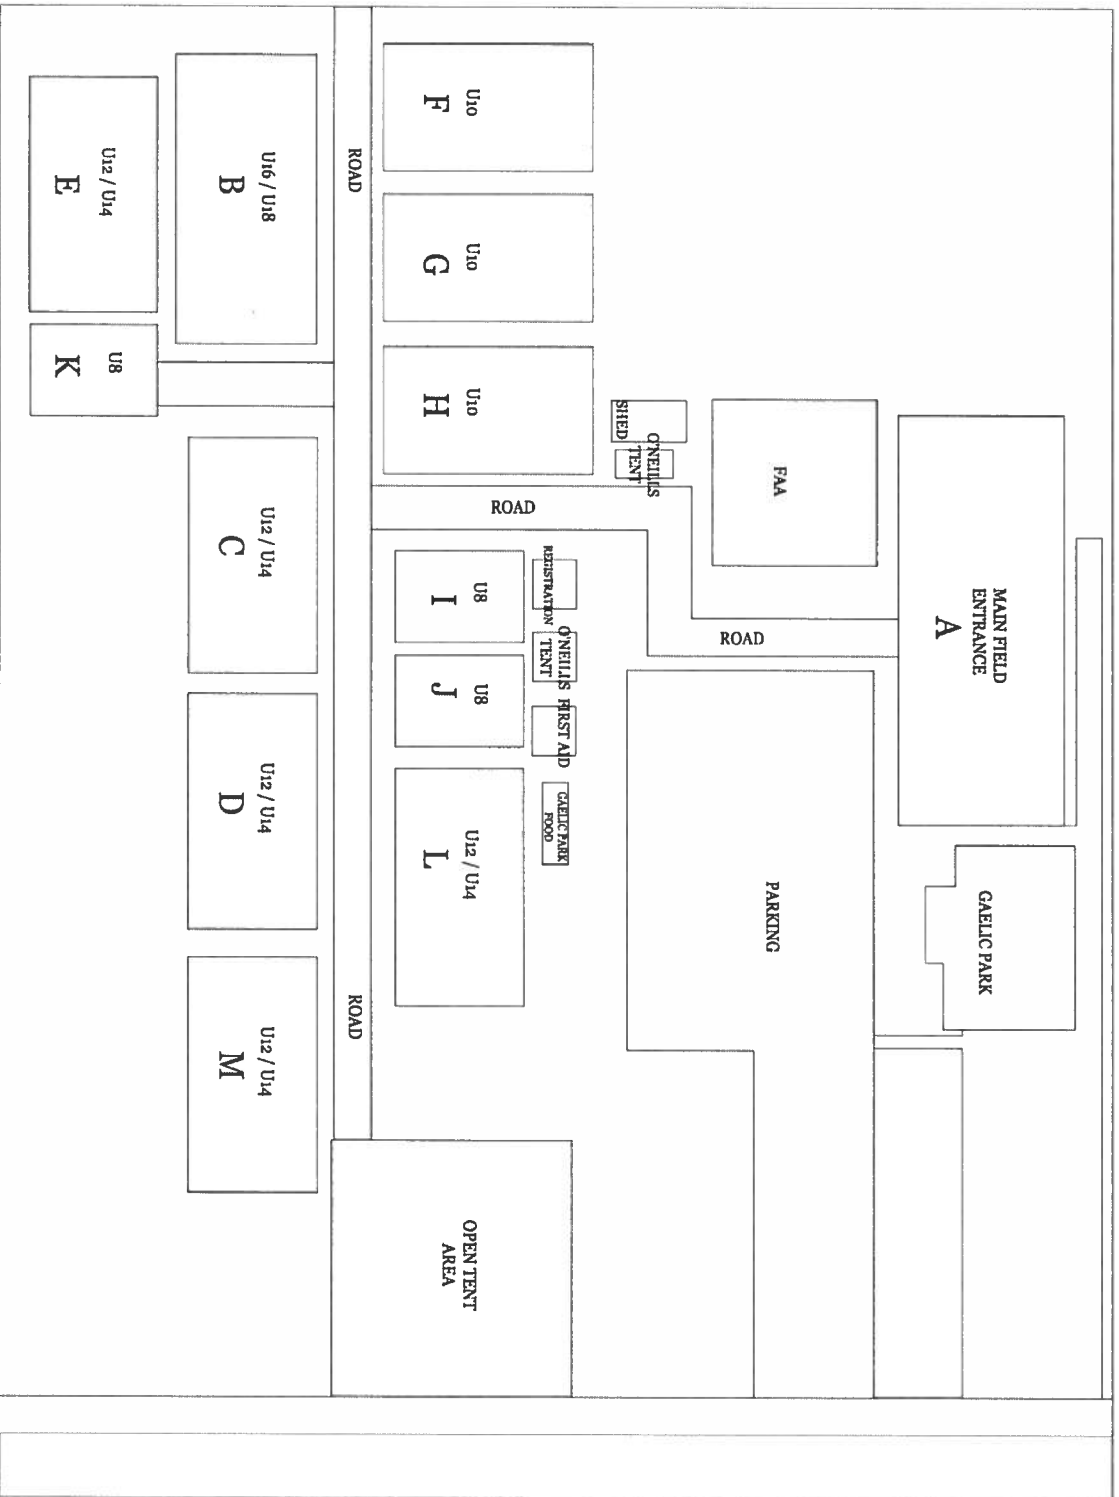 MAIN FIELD
ENTRANCE
A
GAELIC PARK
FAA
ROAD
PARKING
SHED
O'NEILLS
TENT
ROAD
REGISTRATION
O'NEILLS
TENT
FIRST AID
GAELIC PARK
FOOD
U10
F
U10
G
U10
H
U8
I
U8
J
U12 / U14
L
OPEN TENT
AREA
ROAD
ROAD
U16 / U18
B
U12 / U14
C
U12 / U14
D
U12 / U14
M
U12 / U14
E
U8
K